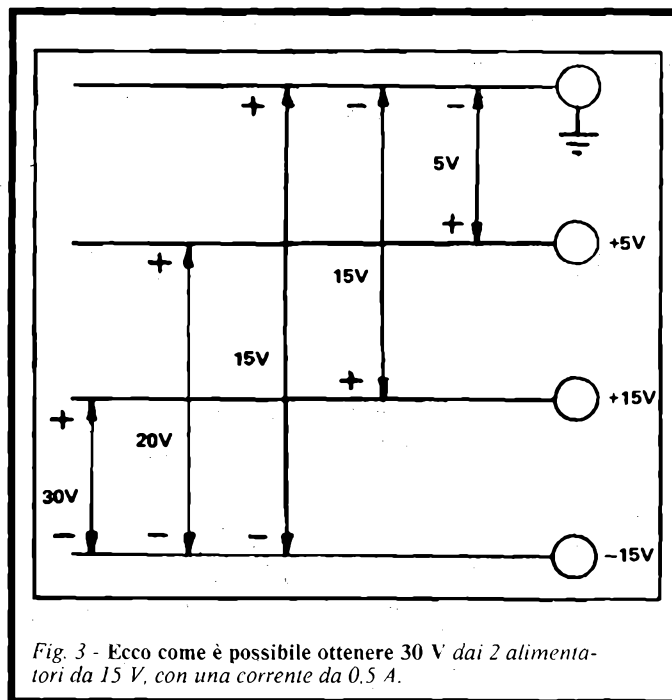 + - -
5V
+ +5V
+
15V
15V
+ +15V
+
20V
30V
- - - -15V
Fig. 3 - Ecco come è possibile ottenere 30 V dai 2 alimenta-
tori da 15 V, con una corrente da 0,5 A.